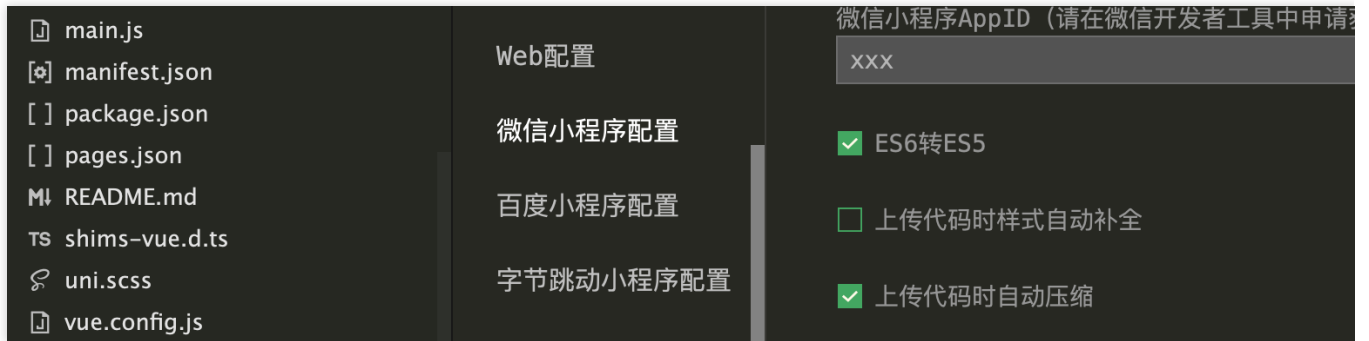 main.js
manifest.json
package.json
pages.json
README.md
TS shims-vue.d.ts
uni.scss
vue.config.js
Web配置
微信小程序配置
百度小程序配置
字节跳动小程序配置
微信小程序AppID（请在微信开发者工具中申请
xxx
ES6转ES5
上传代码时样式自动补全
上传代码时自动压缩